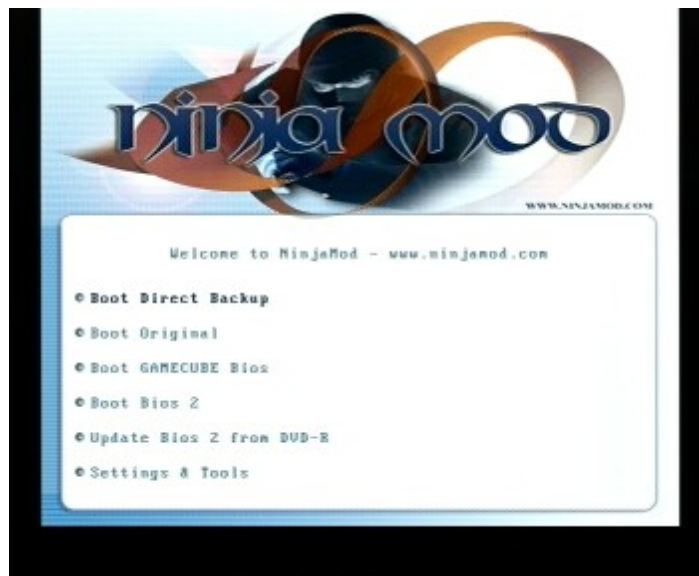 ninja mod
WWW.NINJAMOD.COM
Welcome to NinjaMod - www.ninjamod.com
© Boot Direct Backup
© Boot Original
© Boot GAMECUBE Bios
© Boot Bios 2
© Update Bios 2 from DVD-R
© Settings & Tools